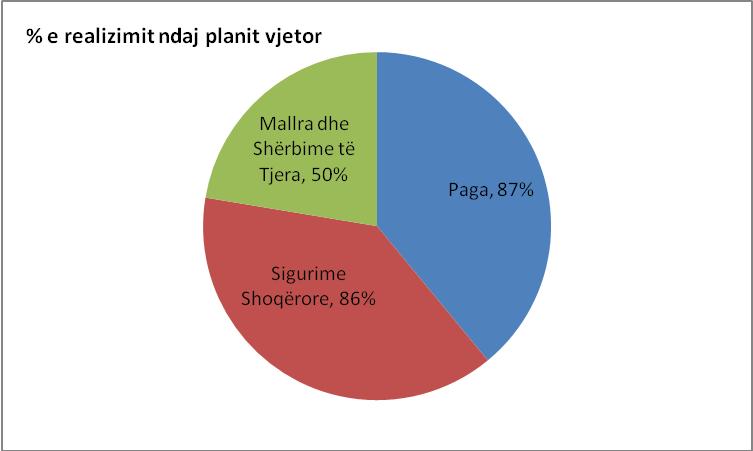 % e realizimit ndaj planit vjetor
Mallra dhe
Shërbime të
Tjera, 50%
Paga, 87%
Sigurime
Shoqërore, 86%